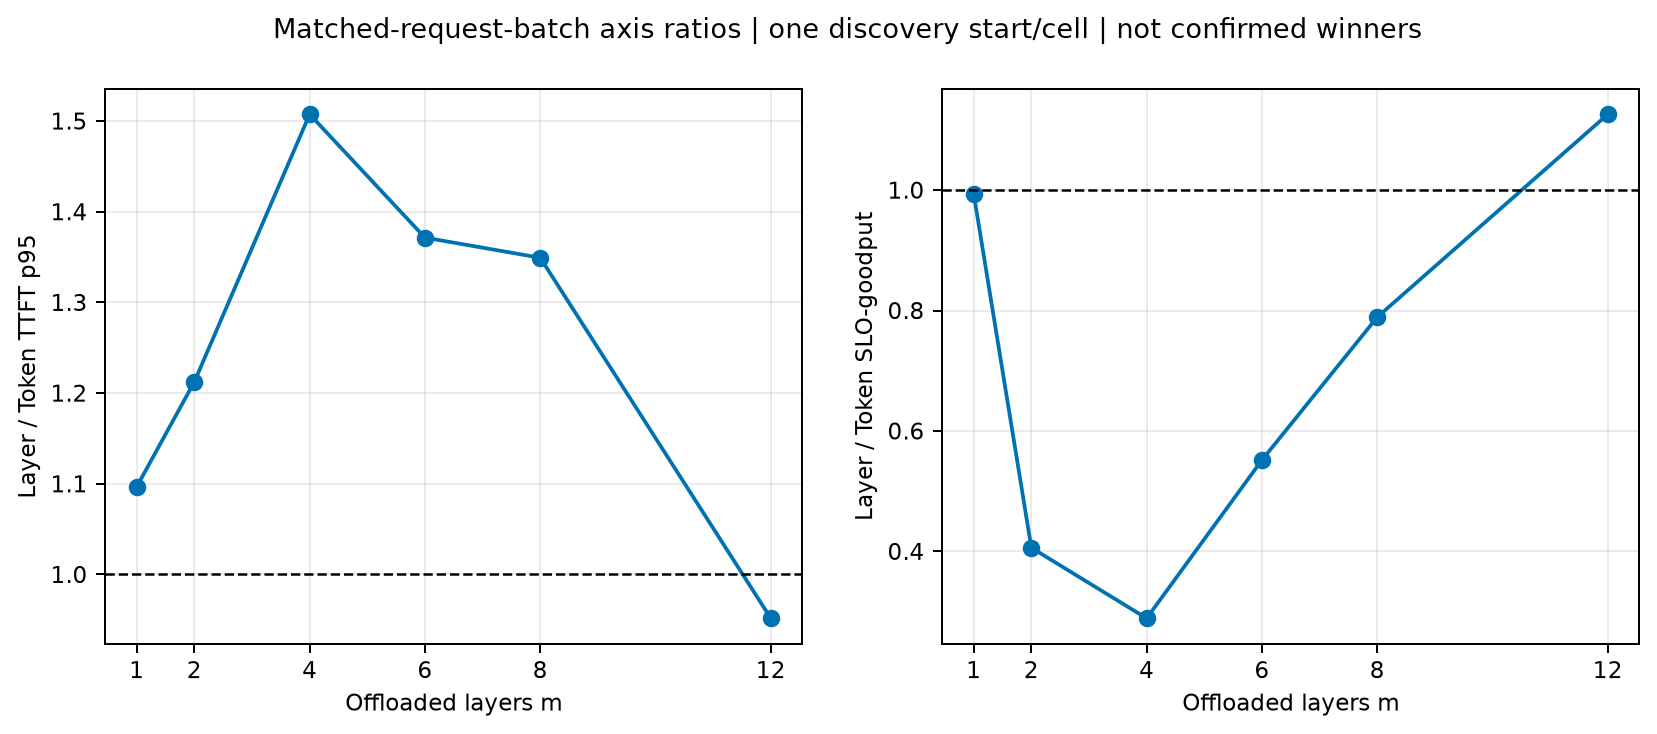 Matched-request-batch axis ratios | one discovery start/cell | not confirmed winners
Layer / Token TTFT p95
1.5
1.4
1.3
1.2
1.1
1.0
1 2 4 6 8 12
Offloaded layers m
Layer / Token SLO-goodput
1.0
0.8
0.6
0.4
1 2 4 6 8 12
Offloaded layers m